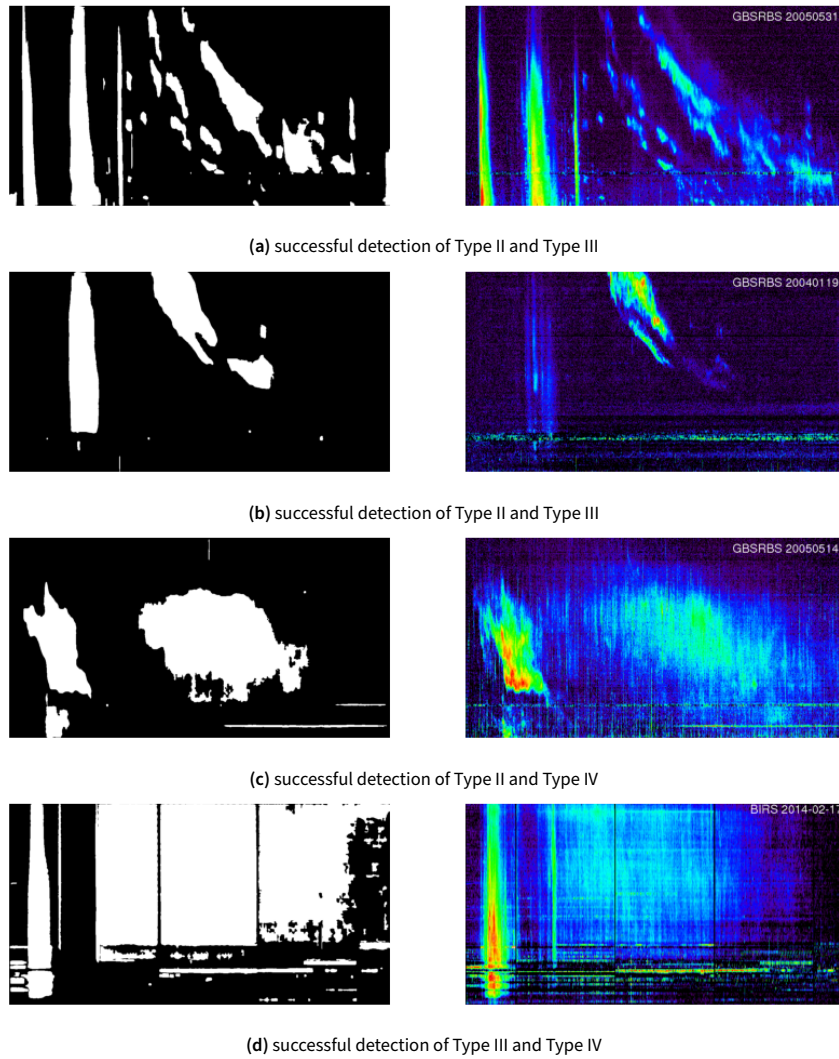 GBSRBS 20050531
(a) successful detection of Type II and Type III
GBSRBS 20040119
(b) successful detection of Type II and Type III
GBSRBS 20050514
(c) successful detection of Type II and Type IV
BIRS 2014-02-17
(d) successful detection of Type III and Type IV